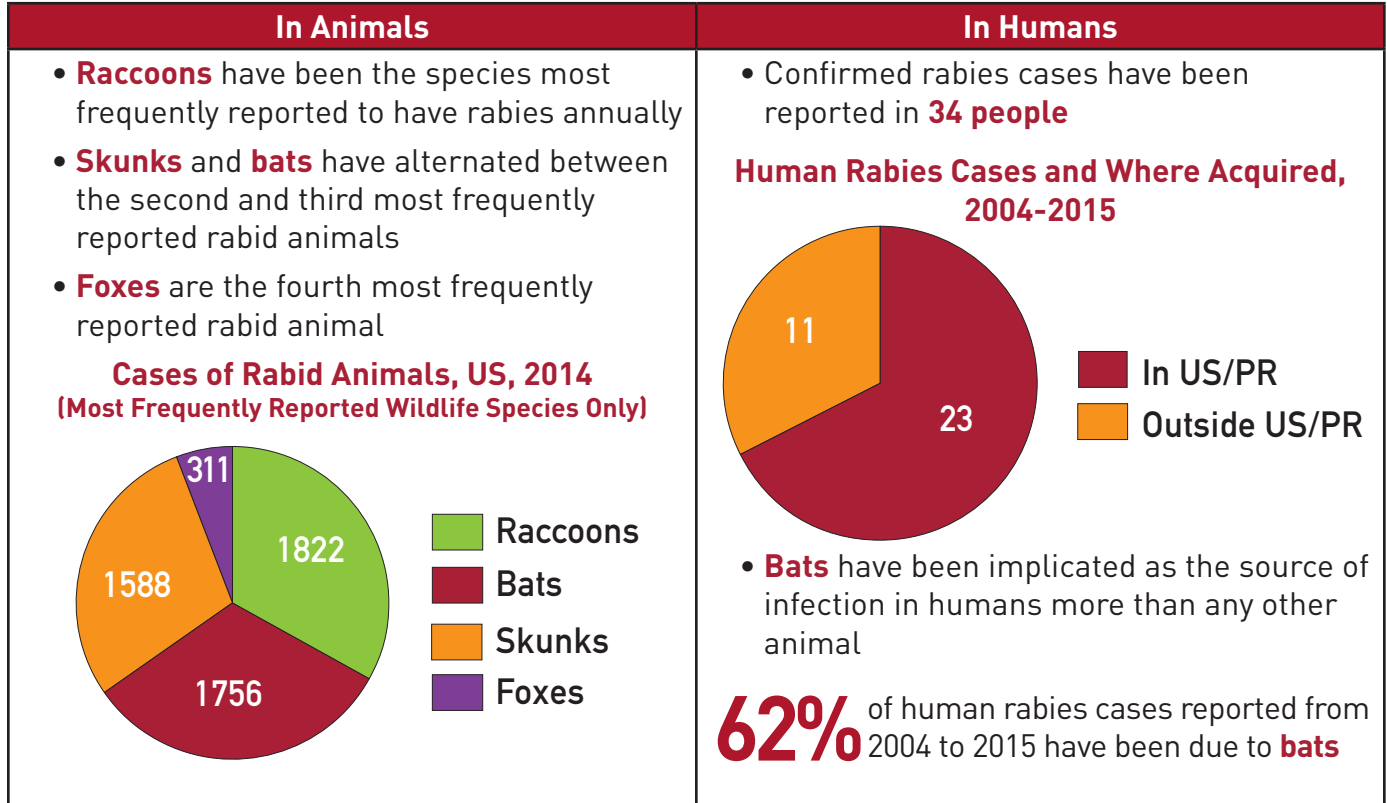 In Animals
• Raccoons have been the species most
frequently reported to have rabies annually
• Skunks and bats have alternated between
the second and third most frequently
reported rabid animals
• Foxes are the fourth most frequently
reported rabid animal
Cases of Rabid Animals, US, 2014
(Most Frequently Reported Wildlife Species Only)
311
1822
1588
1756
Raccoons
Bats
Skunks
Foxes
In Humans
• Confirmed rabies cases have been
reported in 34 people
Human Rabies Cases and Where Acquired,
2004-2015
11
23
In US/PR
Outside US/PR
• Bats have been implicated as the source of
infection in humans more than any other
animal
62% of human rabies cases reported from
2004 to 2015 have been due to bats